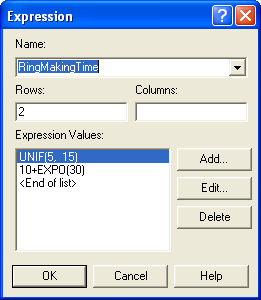 Expression
Name:
RingMakingTime
Rows: Columns:
2
Expression Values:
UNIF(5, 15)
10+EXPO(30)
<End of list>
Add...
Edit...
Delete
OK Cancel Help